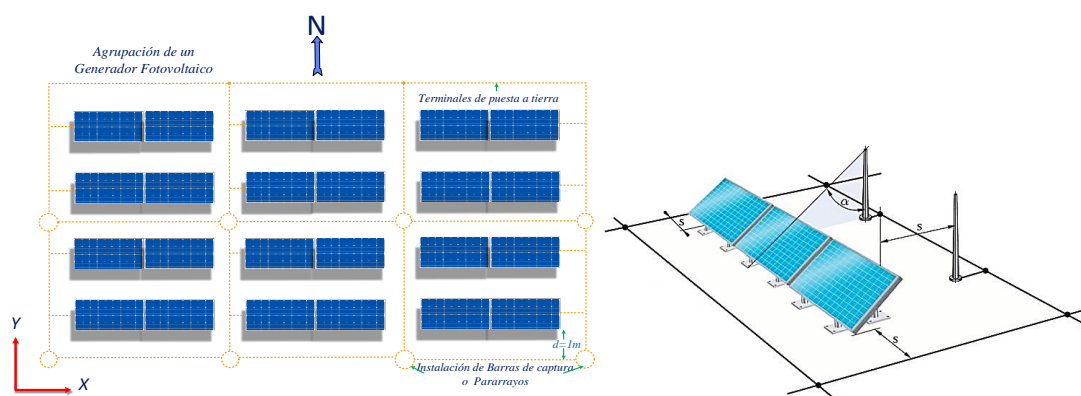 N
Agrupación de un
Generador Fotovoltaico
Terminales de puesta a tierra
α
s
s
Y
d=1m
s
X
Instalación de Barras de captura
o Pararrayos